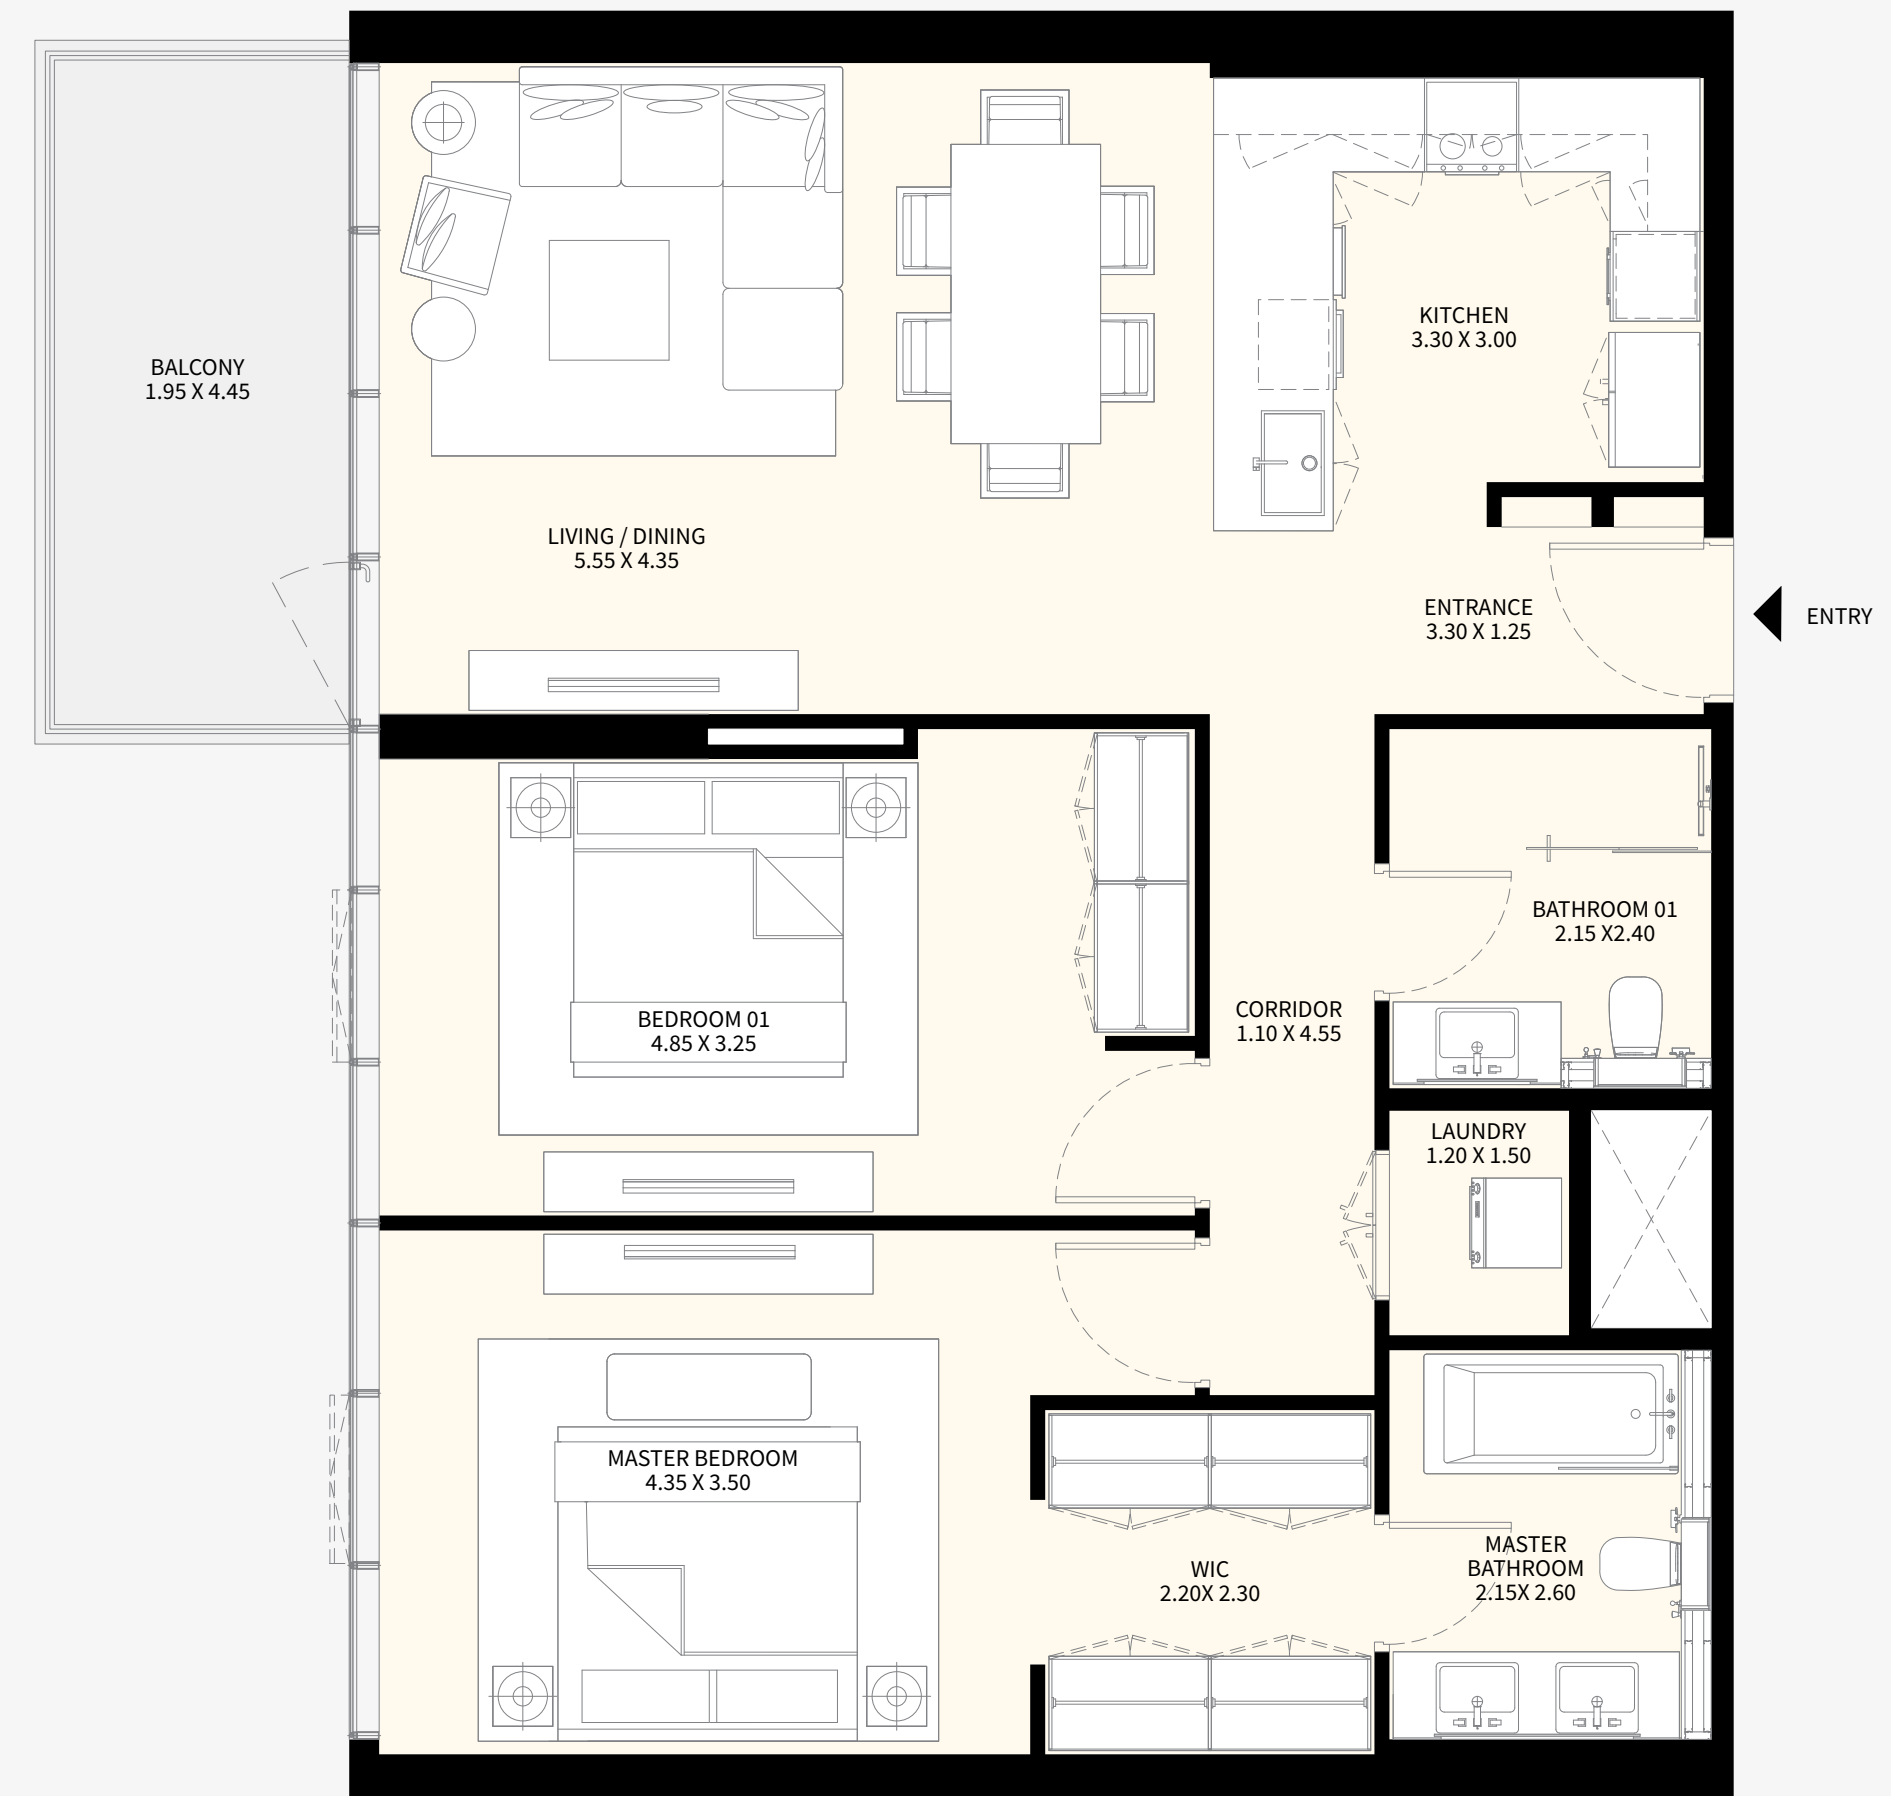 BALCONY
1.95 X 4.45
LIVING / DINING
5.55 X 4.35
KITCHEN
3.30 X 3.00
ENTRANCE
3.30 X 1.25
ENTRY
BATHROOM 01
2.15 X2.40
BEDROOM 01
4.85 X 3.25
CORRIDOR
1.10 X 4.55
LAUNDRY
1.20 X 1.50
MASTER BEDROOM
4.35 X 3.50
WIC
2.20X 2.30
MASTER
BATHROOM
2.15X 2.60